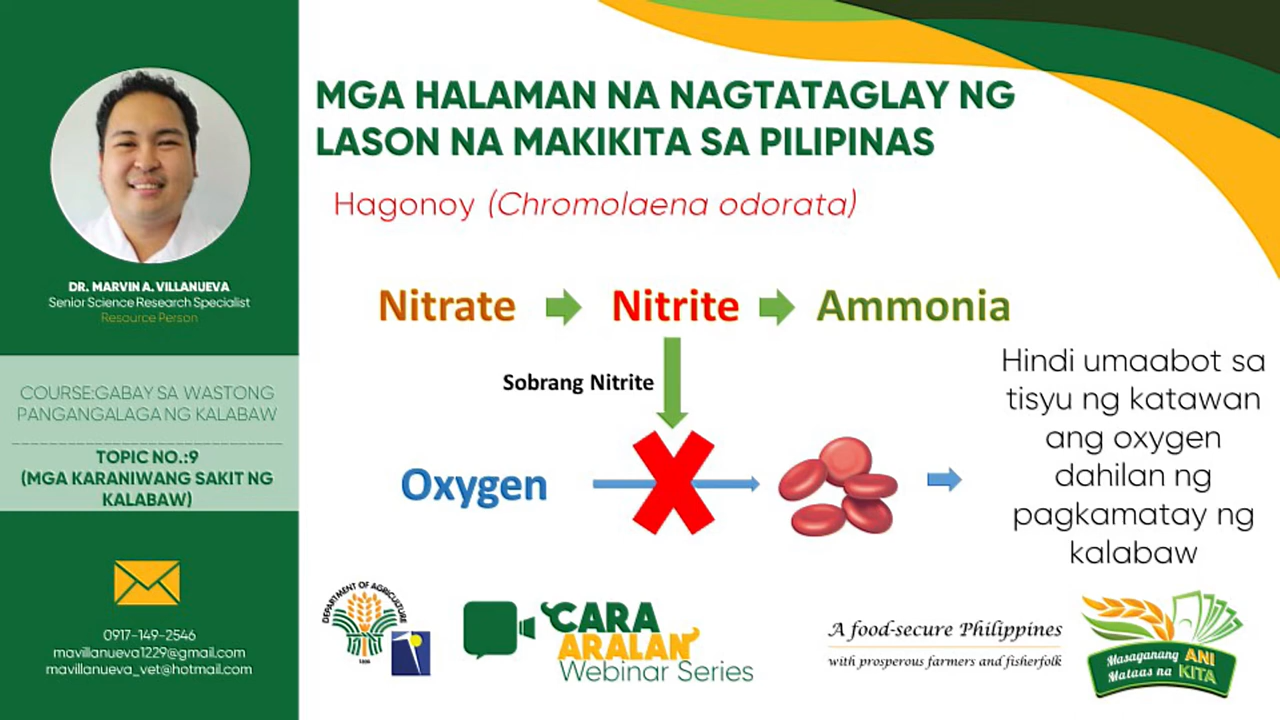 MGA HALAMAN NA NAGTATAGLAY NG
LASON NA MAKIKITA SA PILIPINAS
Hagonoy (Chromolaena odorata)
DR. MARVIN A. VILLANUEVA
Senior Science Research Specialist
Resource Person
COURSE:GABAY SA WASTONG
PANGANGALAGA NG KALABAW
TOPIC NO.:9
(MGA KARANIWANG SAKIT NG
KALABAW)
0917-149-2546
mavillanueva1229@gmail.com
mavillanueva_vet@hotmail.com
Nitrate Nitrite Ammonia
Sobrang Nitrite
Oxygen
Hindi umaabot sa
tisyu ng katawan
ang oxygen
dahilan ng
pagkamatay ng
kalabaw
DEPARTMENT OF AGRICULTURE
1898
CARA
ARALAN
Webinar Series
A food-secure Philippines
with prosperous farmers and fisherfolk
Masaganang ANI
Mataas na KITA